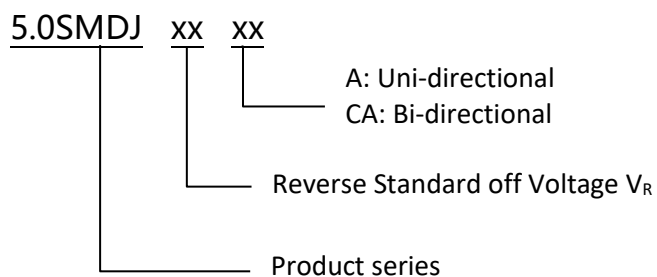 5.0SMDJ xx xx
A: Uni-directional
CA: Bi-directional
Reverse Standard off Voltage VR
Product series